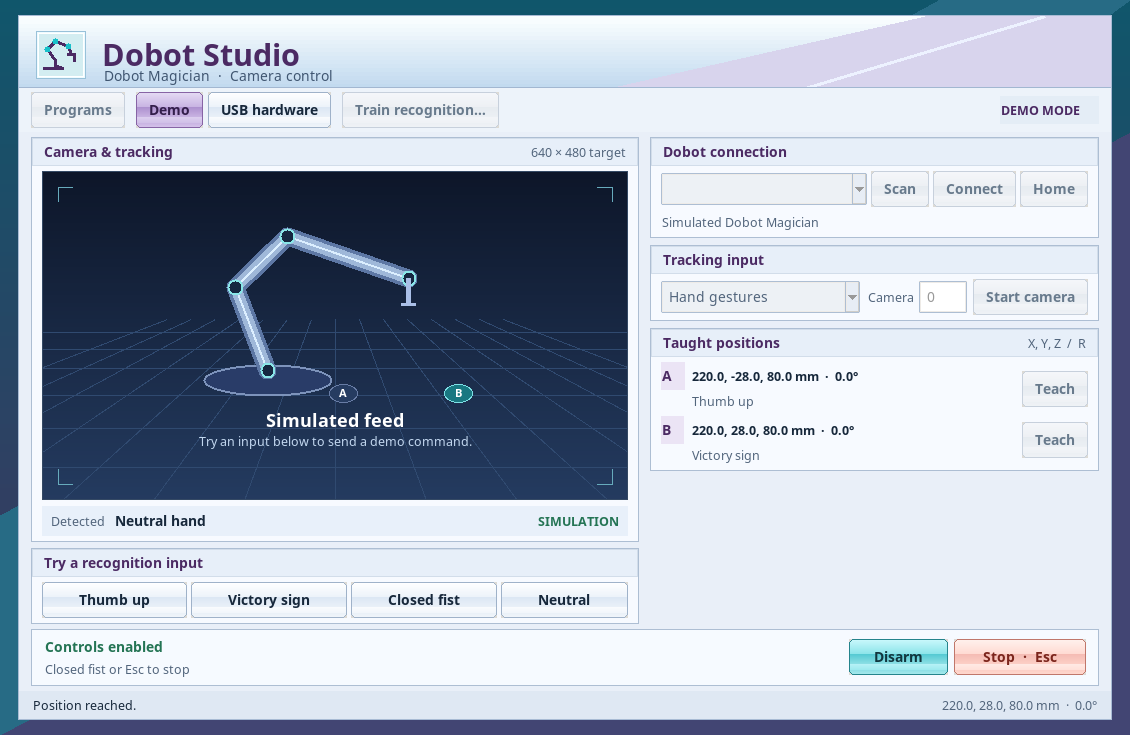 Dobot Studio
Dobot Magician · Camera control
Programs
Demo
USB hardware
Train recognition...
DEMO MODE
Camera & tracking
640 × 480 target
A
B
Simulated feed
Try an input below to send a demo command.
Detected
Neutral hand
SIMULATION
Try a recognition input
Thumb up
Victory sign
Closed fist
Neutral
Dobot connection
Scan
Connect
Home
Simulated Dobot Magician
Tracking input
Hand gestures
Camera
0
Start camera
Taught positions
X, Y, Z / R
A
220.0, -28.0, 80.0 mm · 0.0°
Thumb up
Teach
B
220.0, 28.0, 80.0 mm · 0.0°
Victory sign
Teach
Controls enabled
Closed fist or Esc to stop
Disarm
Stop · Esc
Position reached.
220.0, 28.0, 80.0 mm · 0.0°